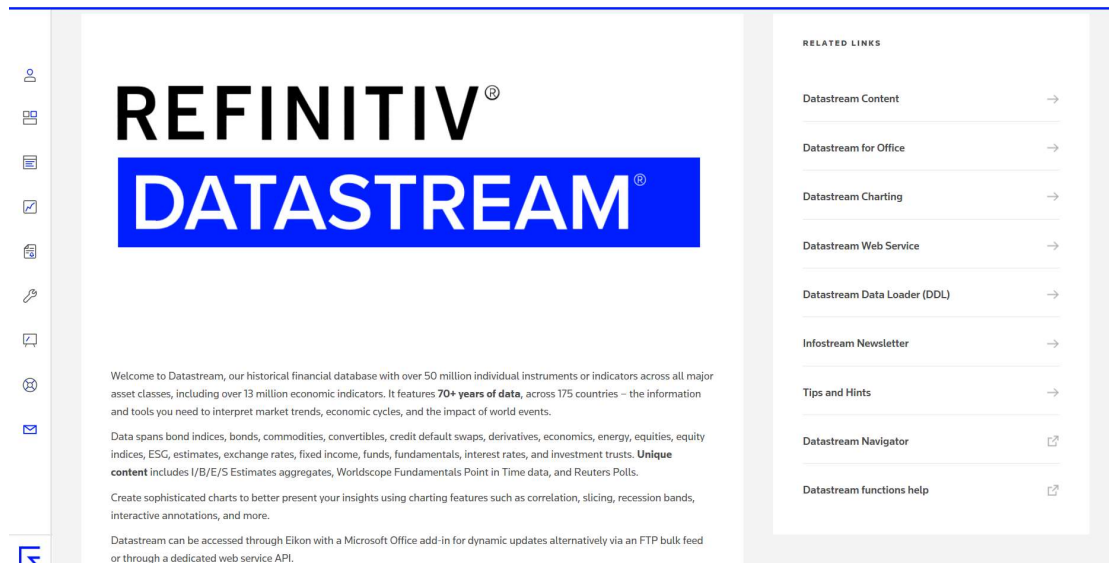 REFINITIV®
DATASTREAM®
Welcome to Datastream, our historical financial database with over 50 million individual instruments or indicators across all major
asset classes, including over 13 million economic indicators. It features 70+ years of data, across 175 countries – the information
and tools you need to interpret market trends, economic cycles, and the impact of world events.
Data spans bond indices, bonds, commodities, convertibles, credit default swaps, derivatives, economics, energy, equities, equity
indices, ESG, estimates, exchange rates, fixed income, funds, fundamentals, interest rates, and investment trusts. Unique
content includes I/B/E/S Estimates aggregates, Worldscope Fundamentals Point in Time data, and Reuters Polls.
Create sophisticated charts to better present your insights using charting features such as correlation, slicing, recession bands,
interactive annotations, and more.
Datastream can be accessed through Eikon with a Microsoft Office add-in for dynamic updates alternatively via an FTP bulk feed
or through a dedicated web service API.
RELATED LINKS
Datastream Content
Datastream for Office
Datastream Charting
Datastream Web Service
Datastream Data Loader (DDL)
Infostream Newsletter
Tips and Hints
Datastream Navigator
Datastream functions help